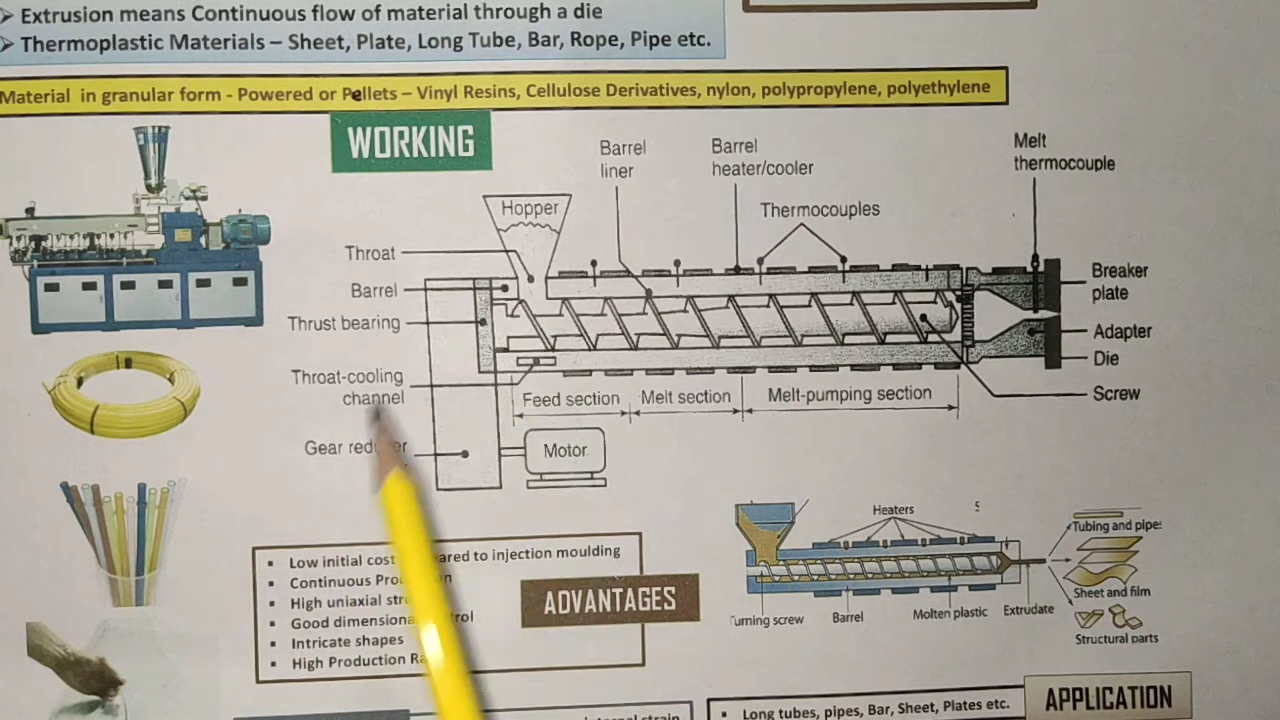 ➢ Extrusion means Continuous flow of material through a die
➢ Thermoplastic Materials – Sheet, Plate, Long Tube, Bar, Rope, Pipe etc.
Material in granular form - Powered or Pellets – Vinyl Resins, Cellulose Derivatives, nylon, polypropylene, polyethylene
WORKING
Barrel
liner
Barrel
heater/cooler
Melt
thermocouple
Hopper
Thermocouples
Throat
Barrel
Thrust bearing
Throat-cooling
channel
Gear
Breaker
plate
Adapter
Die
Screw
Feed section
Melt section
Melt-pumping section
Motor
Heaters
Tubing and pipes
Sheet and film
Structural parts
Turning screw
Barrel
Molten plastic
Extrudate
▪ Low initial cost to injection moulding
▪ Continuous
▪ High uniaxial
▪ Good
▪ Intricate shapes
▪ High Production
ADVANTAGES
▪ Long tubes, pipes, Bar, Sheet, Plates etc.
APPLICATION